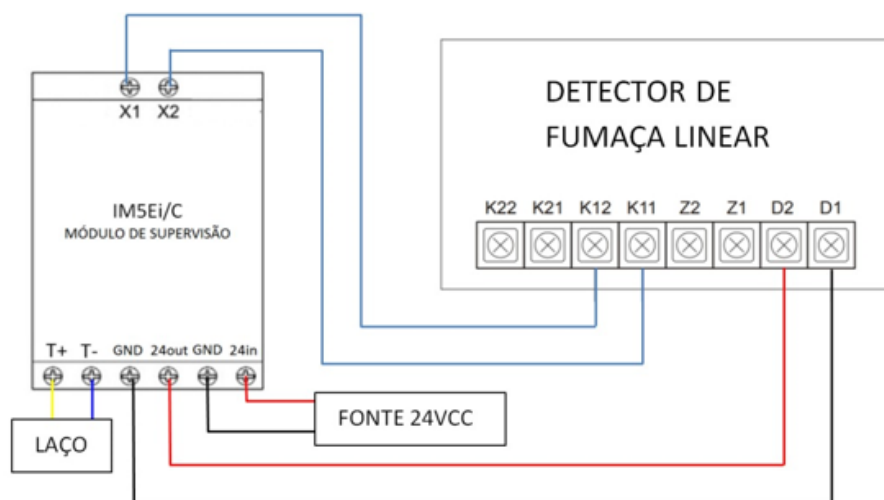 X1 X2
IM5Ei/C
MÓDULO DE SUPERVISÃO
T+ T- GND 24out GND 24in
LAÇO
FONTE 24VCC
DETECTOR DE
FUMAÇA LINEAR
K22 K21 K12 K11 Z2 Z1 D2 D1